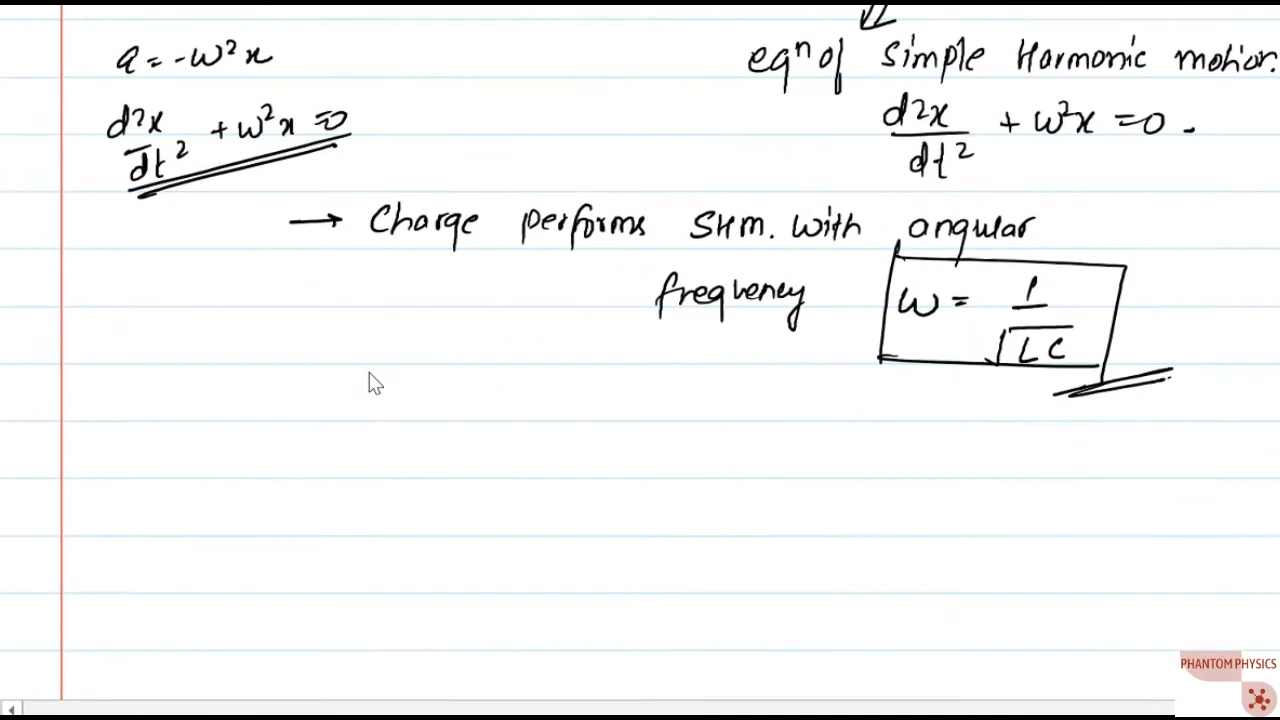 a = -ω²x
eqⁿ of Simple Harmonic motion.
d²x/dt² + ω²x = 0
d²x/dt² + ω²x = 0 .
→ Charge performs SHM. with angular
frequency ω = 1/√LC
PHANTOM PHYSICS